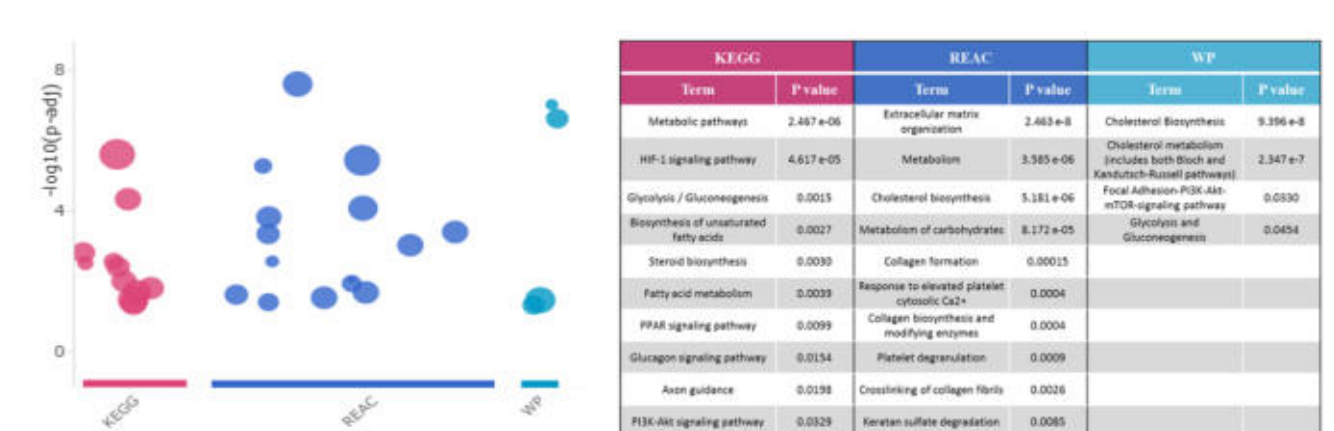 8
4
0
-log10(p-adj)
KEGG
REAC
WP
KEGG REAC WP
Term P value Term P value Term P value
Metabolic pathways 2.467 e-06 Extracellular matrix organization 2.463 e-8 Cholesterol Biosynthesis 9.396 e-8
HIF-1 signaling pathway 4.617 e-05 Metabolism 3.585 e-06 Cholesterol metabolism (includes both Bloch and Kandutsch-Russell pathways) 2.347 e-7
Glycolysis / Gluconeogenesis 0.0015 Cholesterol biosynthesis 5.181 e-06 Focal Adhesion-PI3K-Akt-mTOR-signaling pathway 0.0330
Biosynthesis of unsaturated fatty acids 0.0027 Metabolism of carbohydrates 8.172 e-05 Glycolysis and Gluconeogenesis 0.0454
Steroid biosynthesis 0.0030 Collagen formation 0.00015
Fatty acid metabolism 0.0039 Response to elevated platelet cytosolic Ca2+ 0.0004
PPAR signaling pathway 0.0099 Collagen biosynthesis and modifying enzymes 0.0004
Glucagon signaling pathway 0.0154 Platelet degranulation 0.0009
Axon guidance 0.0198 Crosslinking of collagen fibrils 0.0026
PI3K-Akt signaling pathway 0.0329 Keratan sulfate degradation 0.0085